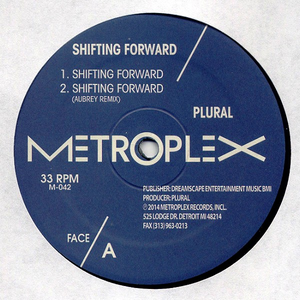 SHIFTING FORWARD
1. SHIFTING FORWARD
2. SHIFTING FORWARD
(AUBREY REMIX)
PLURAL
METROPLEX
33 RPM
M-042
PUBLISHER: DREAMSCAPE ENTERTAINMENT MUSIC BMI
PRODUCER: PLURAL
℗ 2014 METROPLEX RECORDS, INCL.
525 LODGE DR. DETROIT MI 48214
FAX (313) 963-0213
FACE / A